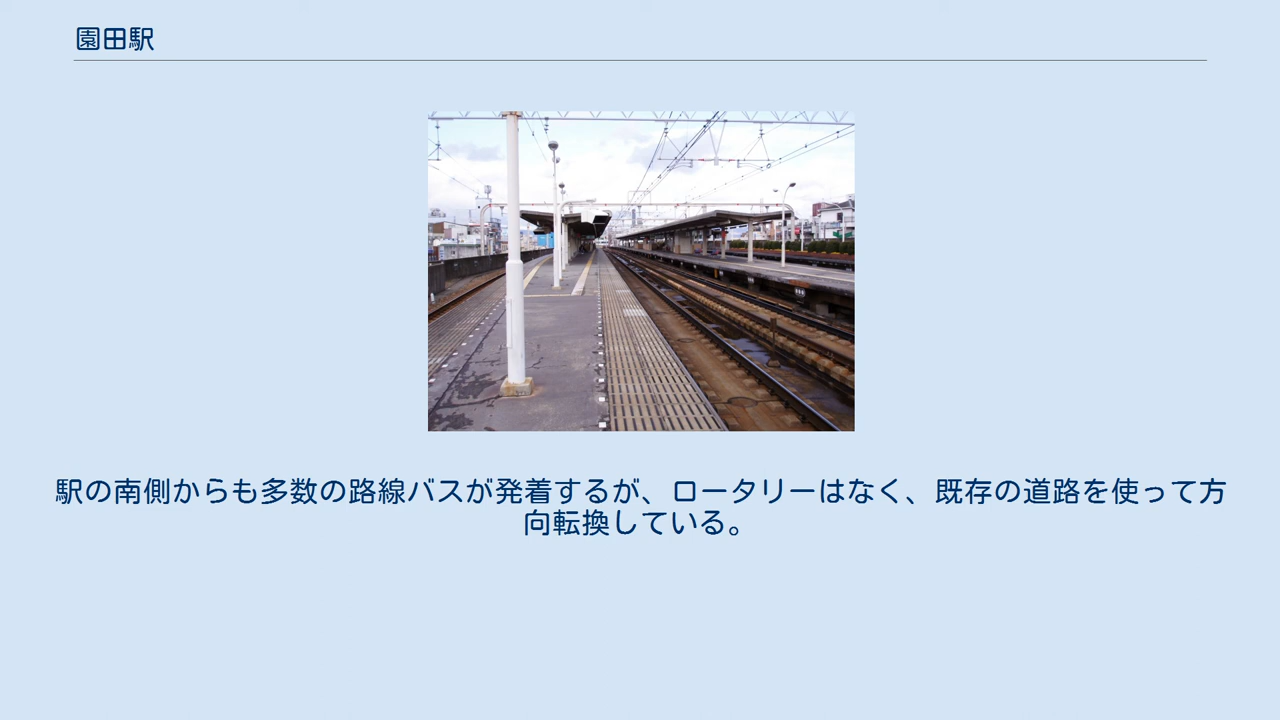 園田駅
駅の南側からも多数の路線バスが発着するが、ロータリーはなく、既存の道路を使って方
向転換している。